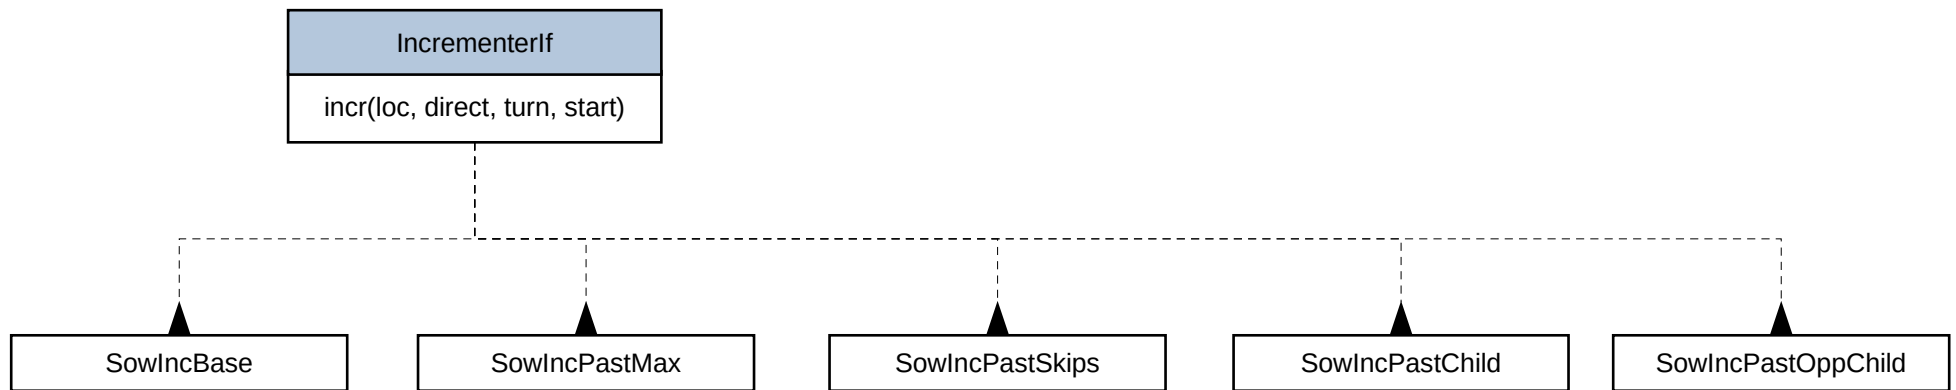 IncrementerIf
incr(loc, direct, turn, start)
SowIncBase
SowIncPastMax
SowIncPastSkips
SowIncPastChild
SowIncPastOppChild